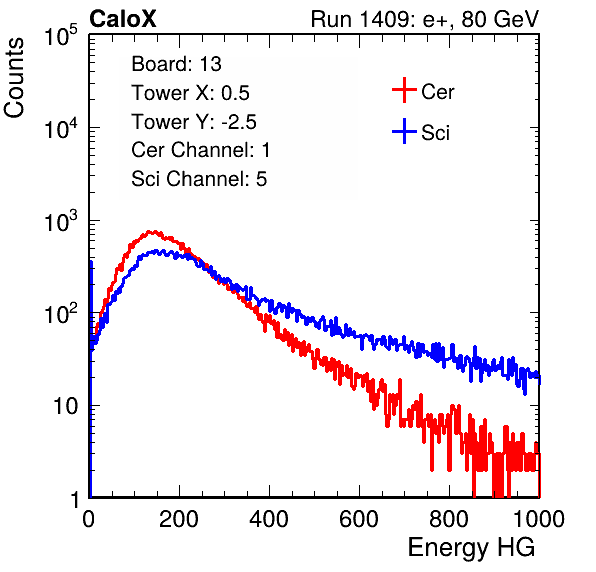 CaloX Run 1409: e+, 80 GeV
Counts
Board: 13
Tower X: 0.5
Tower Y: -2.5
Cer Channel: 1
Sci Channel: 5
Cer
Sci
10^5
10^4
10^3
10^2
10
1
0 200 400 600 800 1000
Energy HG